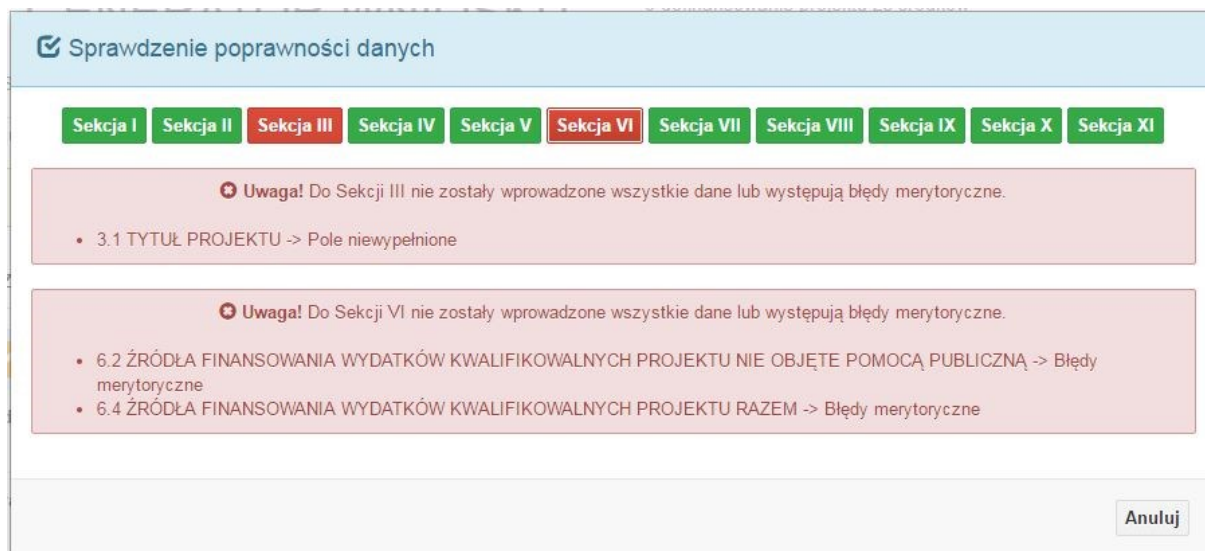 Sprawdzenie poprawności danych
Sekcja I Sekcja II Sekcja III Sekcja IV Sekcja V Sekcja VI Sekcja VII Sekcja VIII Sekcja IX Sekcja X Sekcja XI
Uwaga! Do Sekcji III nie zostały wprowadzone wszystkie dane lub występują błędy merytoryczne.
• 3.1 TYTUŁ PROJEKTU -> Pole niewypełnione
Uwaga! Do Sekcji VI nie zostały wprowadzone wszystkie dane lub występują błędy merytoryczne.
• 6.2 ŹRÓDŁA FINANSOWANIA WYDATKÓW KWALIFIKOWALNYCH PROJEKTU NIE OBJĘTE POMOCĄ PUBLICZNĄ -> Błędy
merytoryczne
• 6.4 ŹRÓDŁA FINANSOWANIA WYDATKÓW KWALIFIKOWALNYCH PROJEKTU RAZEM -> Błędy merytoryczne
Anuluj